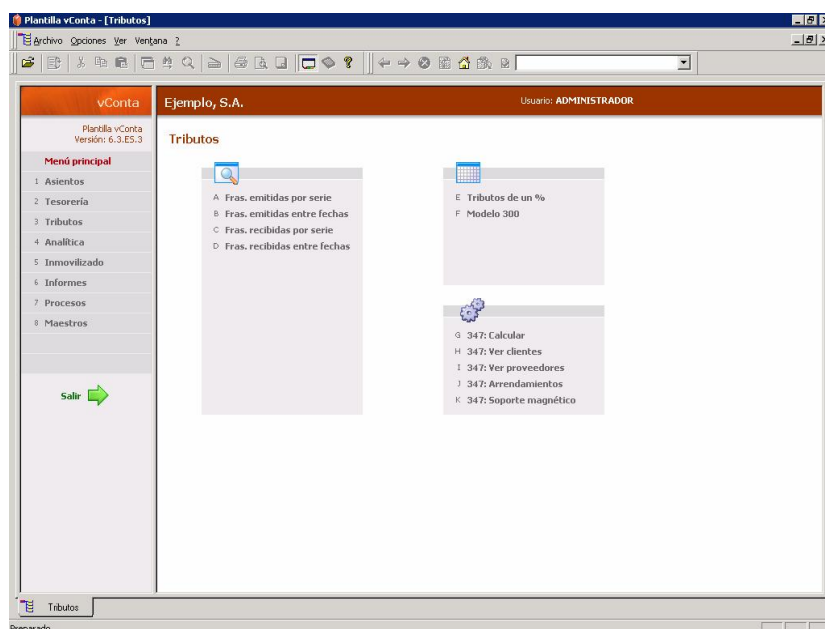 Plantilla vConta - [Tributos]
Archivo Opciones Ver Ventana ?
vConta
Ejemplo, S.A.
Usuario: ADMINISTRADOR
Plantilla vConta
Versión: 6.3.ES.3
Tributos
Menú principal
1 Asientos
2 Tesorería
3 Tributos
4 Analítica
5 Inmovilizado
6 Informes
7 Procesos
8 Maestros
Salir
A Fras. emitidas por serie
B Fras. emitidas entre fechas
C Fras. recibidas por serie
D Fras. recibidas entre fechas
E Tributos de un %
F Modelo 300
G 347: Calcular
H 347: Ver clientes
I 347: Ver proveedores
J 347: Arrendamientos
K 347: Soporte magnético
Tributos
Preparado